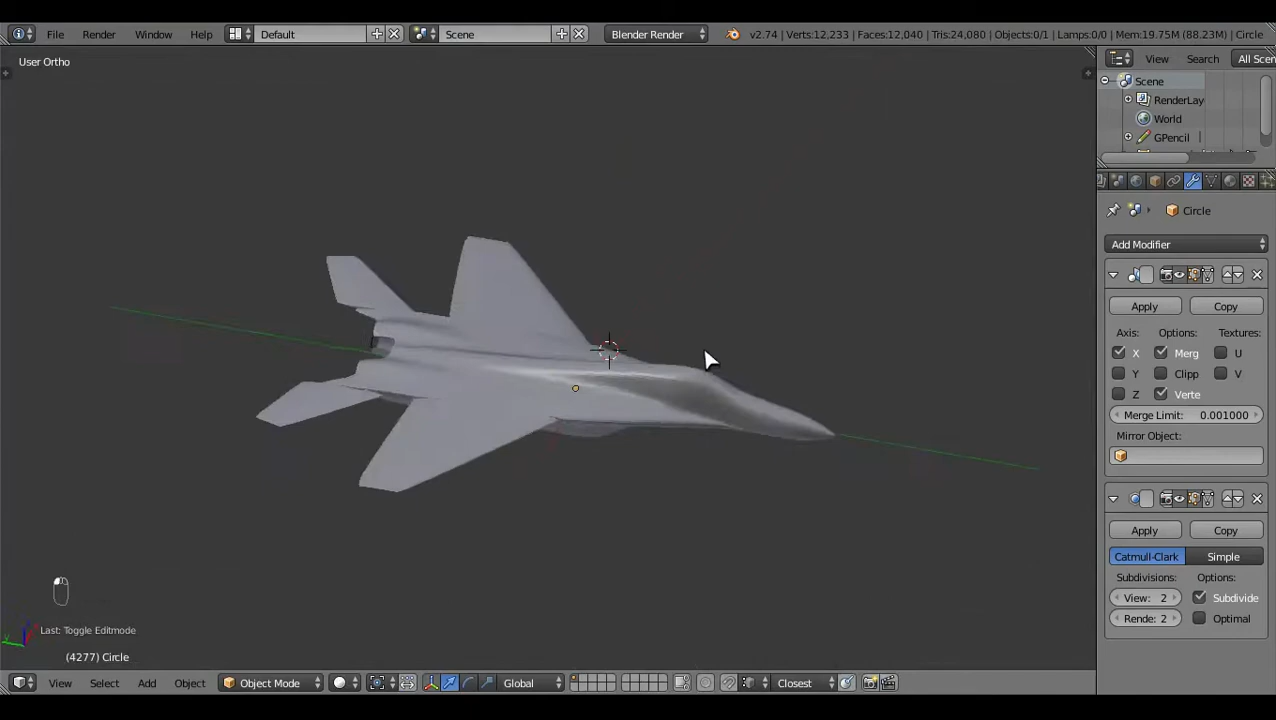 File Render Window Help Default Scene Blender Render v2.74 | Verts:12,233 | Faces:12,040 | Tris:24,080 | Objects:0/1 | Lamps:0/0 | Mem:19.75M (88.23M) | Circle
User Ortho
View Search All Scen
Scene
RenderLay
World
GPencil
Circle
Add Modifier
Apply Copy
Axis: Options: Textures:
X Merg U
Y Clipp V
Z Verte
Merge Limit: 0.001000
Mirror Object:
Apply Copy
Catmull-Clark Simple
Subdivisions: Options:
View: 2 Subdivide
Rende: 2 Optimal
Last: Toggle Editmode
(4277) Circle
View Select Add Object Object Mode Global Closest